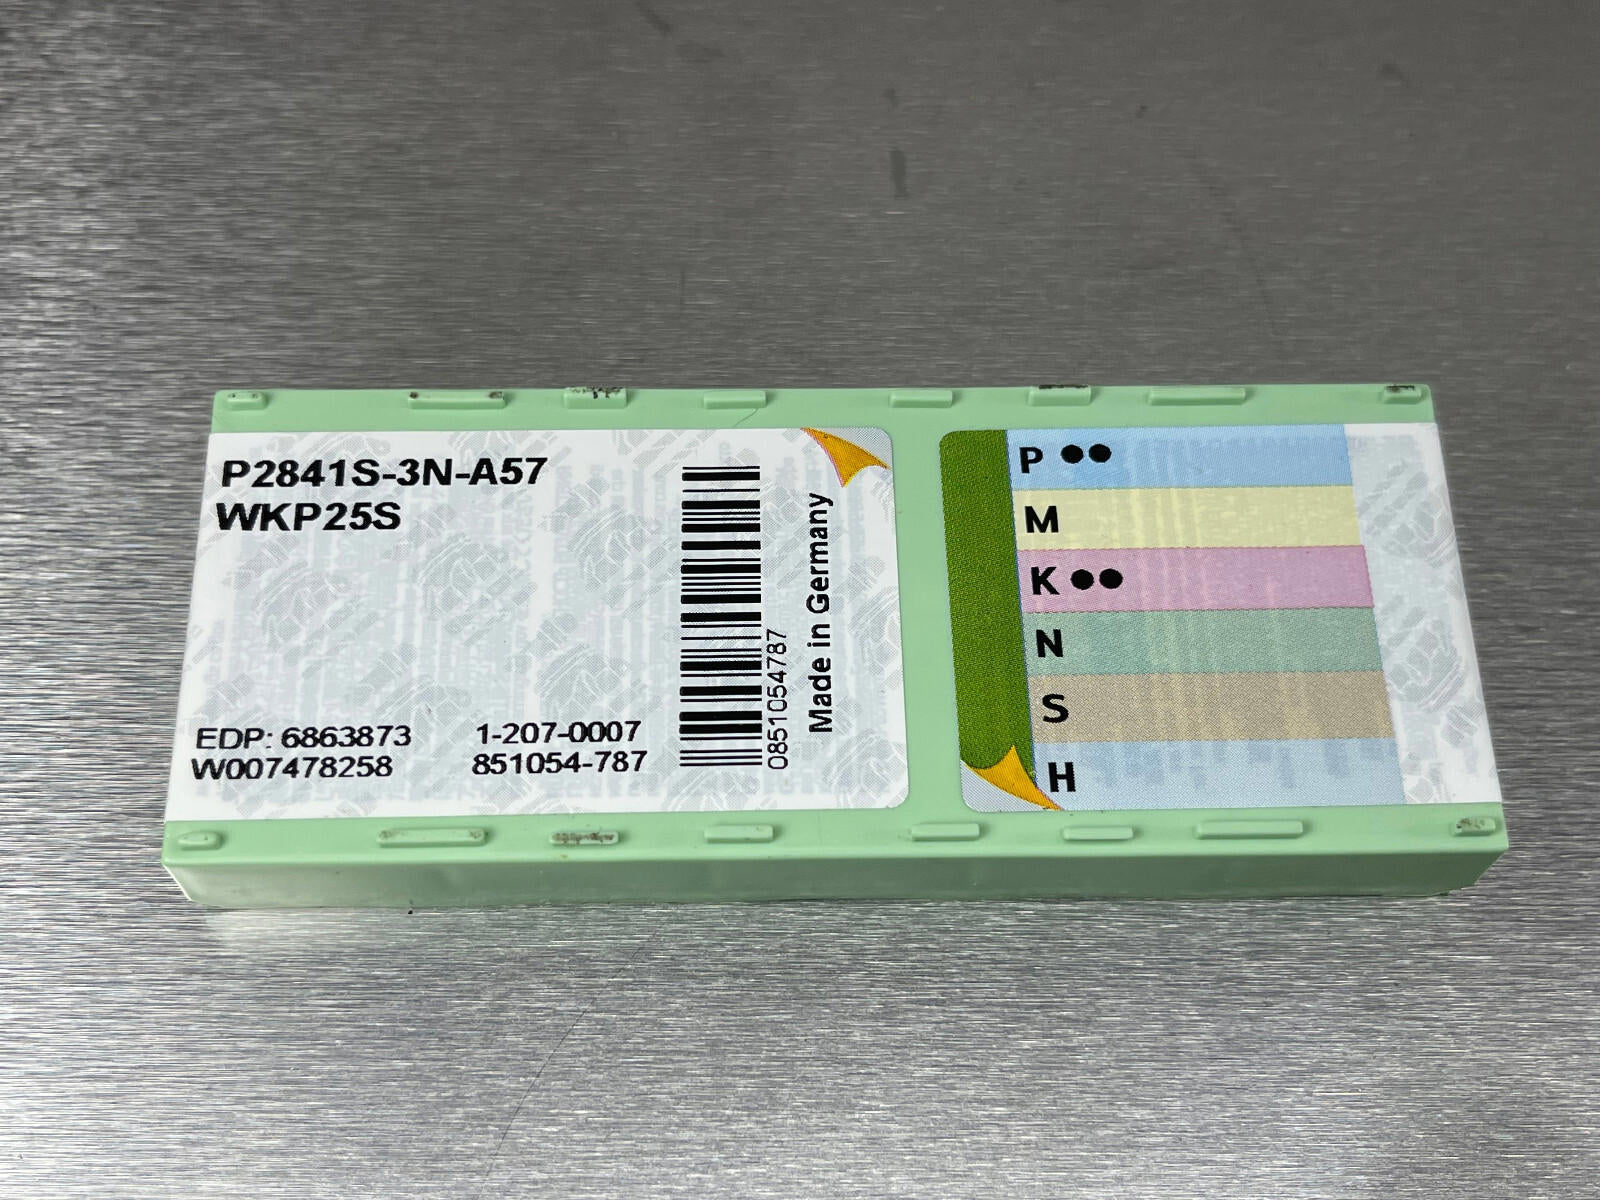 P2841S-3N-A57
WKP25S
EDP: 6863873
1-207-0007
W007478258
851054-787
0851054787
Made in Germany
P ●●
M
K ●●
N
S
H